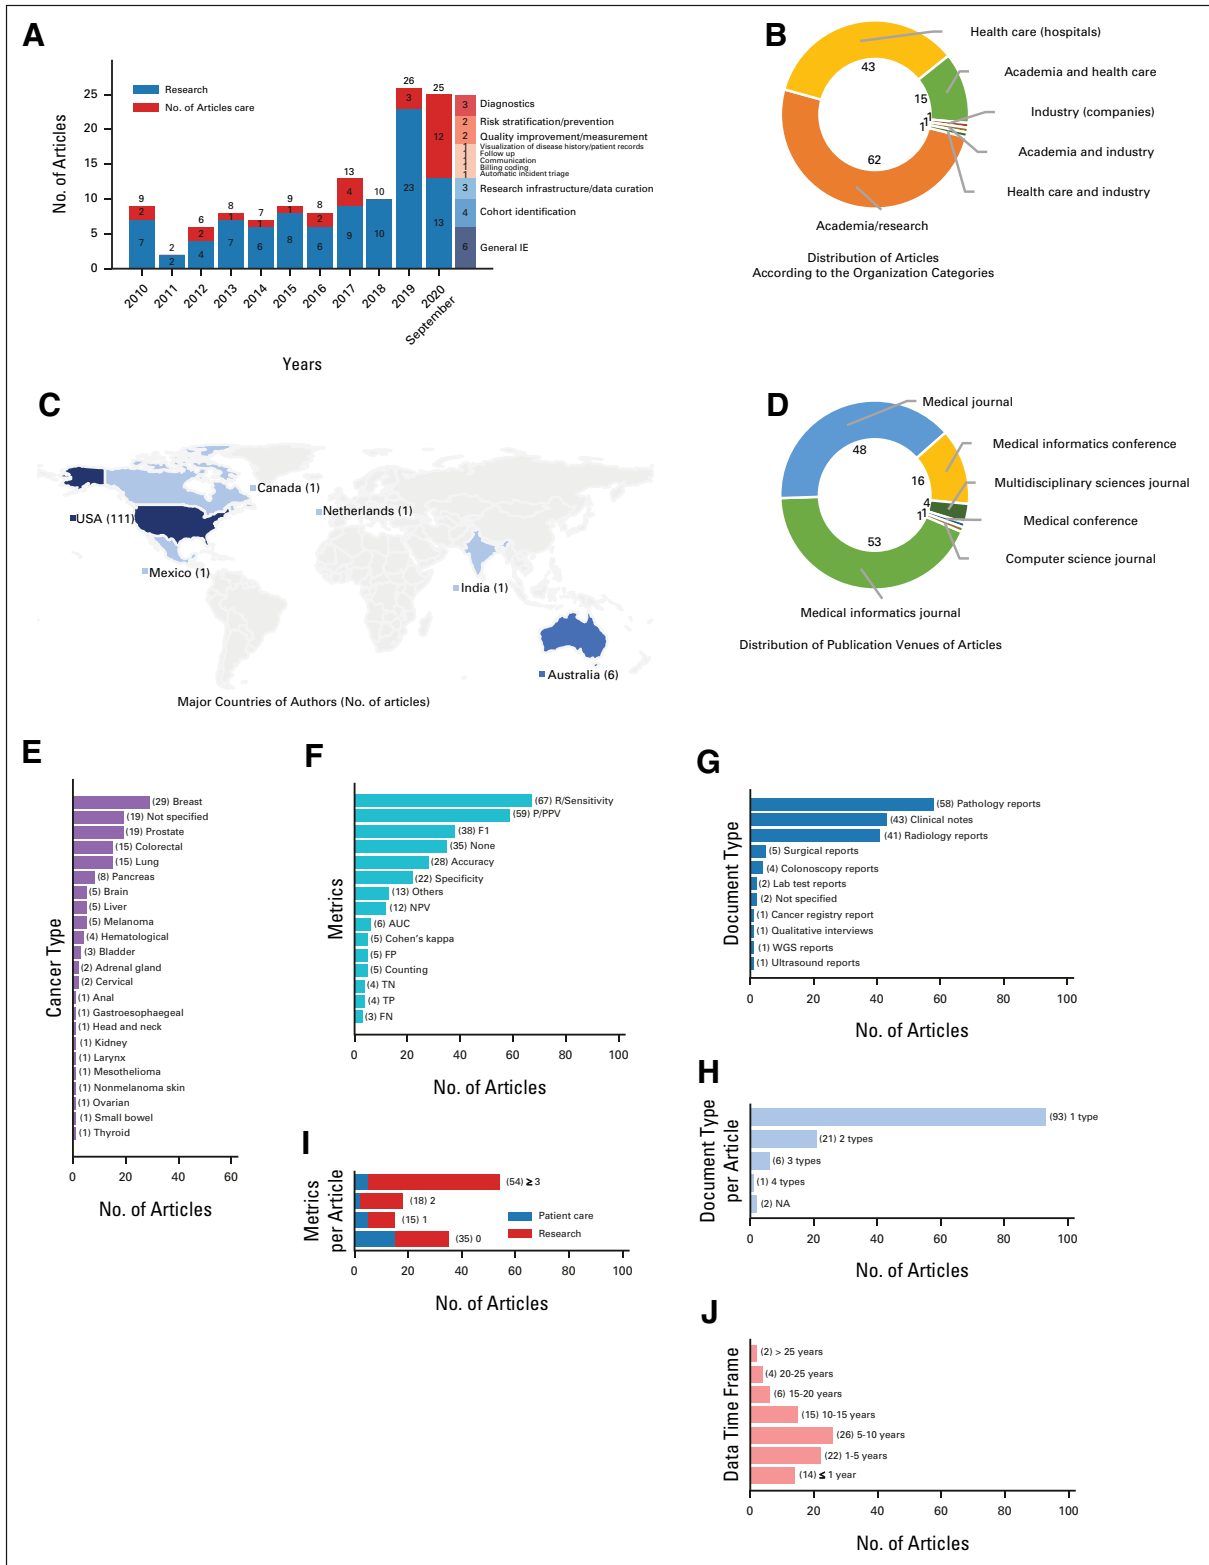 A
No. of Articles
25
20
15
10
5
0
Research
No. of Articles care
9
2
7
2
2
6
2
4
8
1
7
7
1
6
9
1
8
8
2
6
13
4
9
10
10
26
3
23
25
12
13
3 Diagnostics
2 Risk stratification/prevention
2 Quality improvement/measurement
1 Visualization of disease history/patient records
1 Follow up
1 Communication
1 Billing coding
1 Automatic incident triage
3 Research infrastructure/data curation
4 Cohort identification
6 General IE
2010
2011
2012
2013
2014
2015
2016
2017
2018
2019
2020
September
Years
B
Health care (hospitals)
43
Academia and health care
15
Industry (companies)
1
1
1
Academia and industry
Health care and industry
62
Academia/research
Distribution of Articles
According to the Organization Categories
C
Canada (1)
USA (111)
Netherlands (1)
Mexico (1)
India (1)
Australia (6)
Major Countries of Authors (No. of articles)
D
Medical journal
48
Medical informatics conference
16
Multidisciplinary sciences journal
4
Medical conference
1
1
Computer science journal
53
Medical informatics journal
Distribution of Publication Venues of Articles
E
Cancer Type
(29) Breast
(19) Not specified
(19) Prostate
(15) Colorectal
(15) Lung
(8) Pancreas
(5) Brain
(5) Liver
(5) Melanoma
(4) Hematological
(3) Bladder
(2) Adrenal gland
(2) Cervical
(1) Anal
(1) Gastroesophaegeal
(1) Head and neck
(1) Kidney
(1) Larynx
(1) Mesothelioma
(1) Nonmelanoma skin
(1) Ovarian
(1) Small bowel
(1) Thyroid
0 20 40 60
No. of Articles
F
Metrics
(67) R/Sensitivity
(59) P/PPV
(38) F1
(35) None
(28) Accuracy
(22) Specificity
(13) Others
(12) NPV
(6) AUC
(5) Cohen's kappa
(5) FP
(5) Counting
(4) TN
(4) TP
(3) FN
0 20 40 60 80 100
No. of Articles
G
Document Type
(58) Pathology reports
(43) Clinical notes
(41) Radiology reports
(5) Surgical reports
(4) Colonoscopy reports
(2) Lab test reports
(2) Not specified
(1) Cancer registry report
(1) Qualitative interviews
(1) WGS reports
(1) Ultrasound reports
0 20 40 60 80 100
No. of Articles
H
Document Type
per Article
(93) 1 type
(21) 2 types
(6) 3 types
(1) 4 types
(2) NA
0 20 40 60 80 100
No. of Articles
I
Metrics
per Article
(54) ≥ 3
(18) 2
(15) 1
(35) 0
Patient care
Research
0 20 40 60 80 100
No. of Articles
J
Data Time Frame
(2) > 25 years
(4) 20-25 years
(6) 15-20 years
(15) 10-15 years
(26) 5-10 years
(22) 1-5 years
(14) ≤ 1 year
0 20 40 60 80 100
No. of Articles